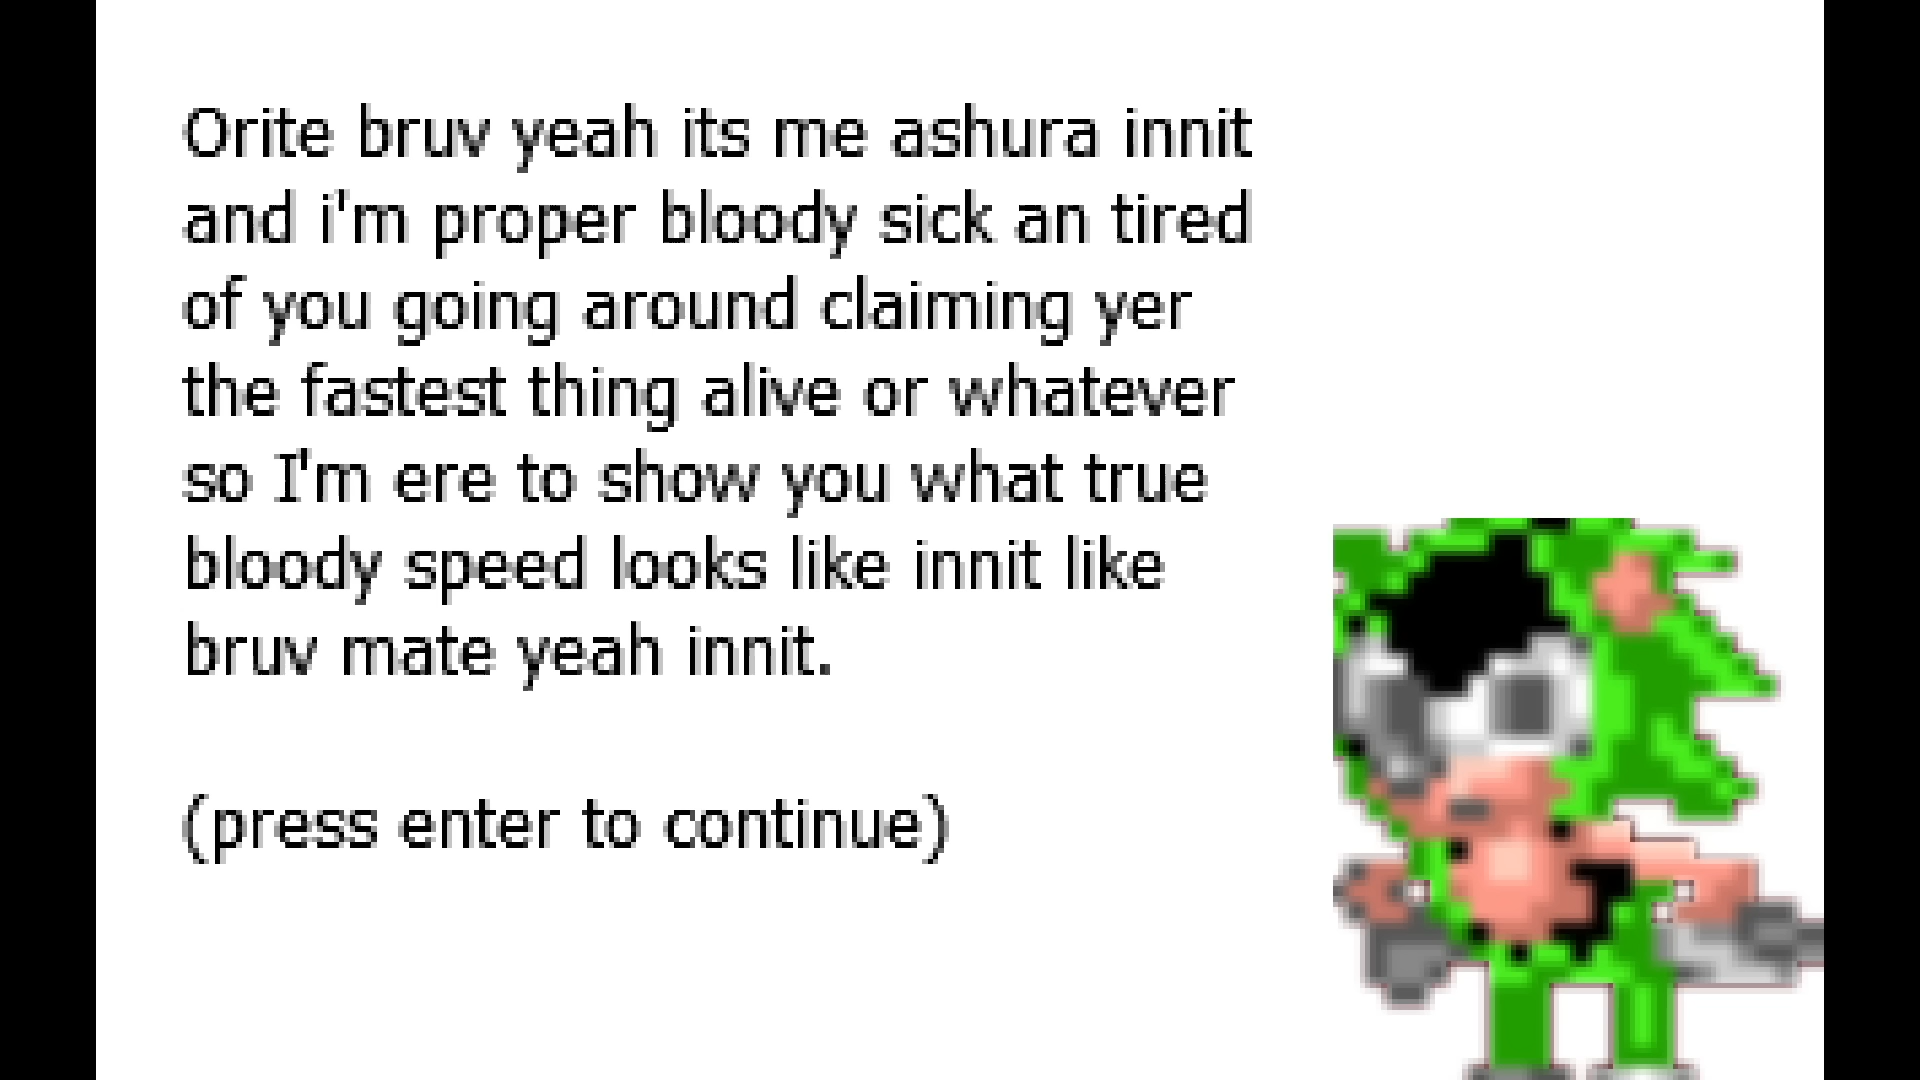 Orite bruv yeah its me ashura innit
and i'm proper bloody sick an tired
of you going around claiming yer
the fastest thing alive or whatever
so I'm ere to show you what true
bloody speed looks like innit like
bruv mate yeah innit.
(press enter to continue)